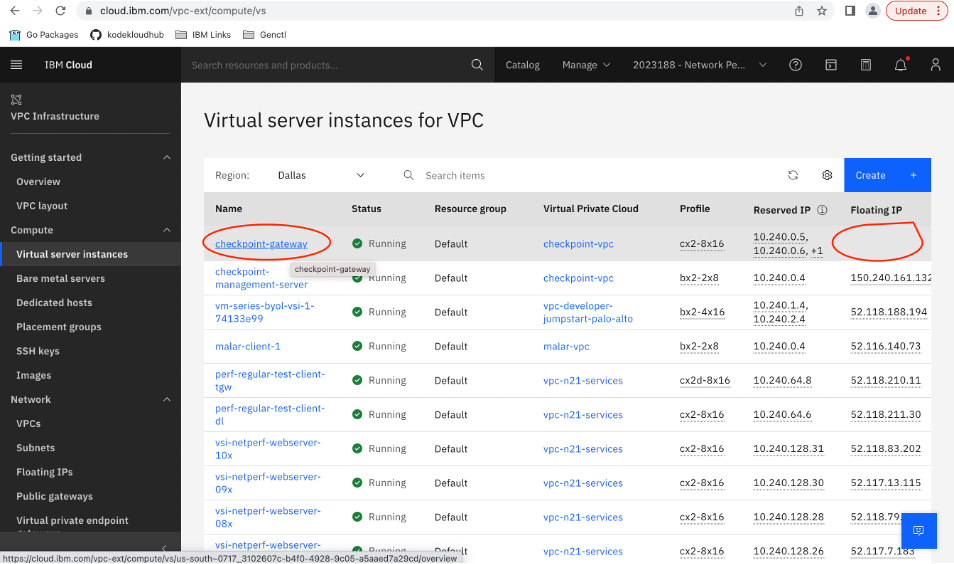 cloud.ibm.com/vpc-ext/compute/vs
Update
Go Packages
kodekloudhub
IBM Links
Genctl
IBM Cloud
Search resources and products...
Catalog
Manage
2023188 - Network Pe...
VPC Infrastructure
Getting started
Overview
VPC layout
Compute
Virtual server instances
Bare metal servers
Dedicated hosts
Placement groups
SSH keys
Images
Network
VPCs
Subnets
Floating IPs
Public gateways
Virtual private endpoint
Virtual server instances for VPC
Region: Dallas
Search items
Create +
Name Status Resource group Virtual Private Cloud Profile Reserved IP Floating IP
checkpoint-gateway Running Default checkpoint-vpc cx2-8x16 10.240.0.5,
10.240.0.6, +1
checkpoint-gateway
checkpoint-
management-server Running Default checkpoint-vpc bx2-2x8 10.240.0.4 150.240.161.132
vm-series-byol-vsi-1-
74133e99 Running Default vpc-developer-
jumpstart-palo-alto bx2-4x16 10.240.1.4,
10.240.2.4 52.118.188.194
malar-client-1 Running Default malar-vpc bx2-2x8 10.240.0.4 52.116.140.73
perf-regular-test-client-
tgw Running Default vpc-n21-services cx2d-8x16 10.240.64.8 52.118.210.11
perf-regular-test-client-
dl Running Default vpc-n21-services cx2-8x16 10.240.64.6 52.118.211.30
vsi-netperf-webserver-
10x Running Default vpc-n21-services cx2-8x16 10.240.128.31 52.118.83.202
vsi-netperf-webserver-
09x Running Default vpc-n21-services cx2-8x16 10.240.128.30 52.117.13.115
vsi-netperf-webserver-
08x Running Default vpc-n21-services cx2-8x16 10.240.128.28
vsi-netperf-webserver-
Running Default vpc-n21-services cx2-8x16 10.240.128.26 52.117.7.183
https://cloud.ibm.com/vpc-ext/compute/vs/us-south~0717_3102607c-b4f0-4928-9c05-a5aaed7a29cd/overview